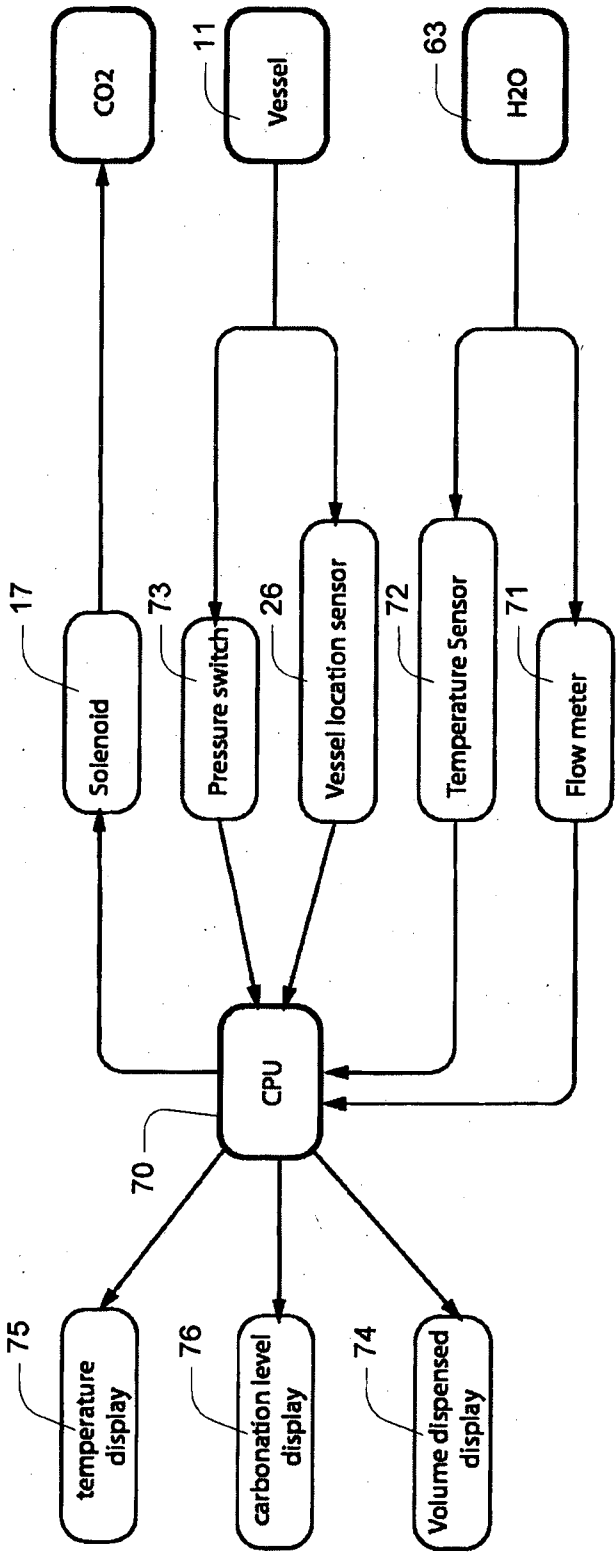 75
temperature
display
76
carbonation level
display
74
Volume dispensed
display
70
CPU
17
Solenoid
73
Pressure switch
26
Vessel location sensor
72
Temperature Sensor
71
Flow meter
CO2
11
Vessel
63
H2O